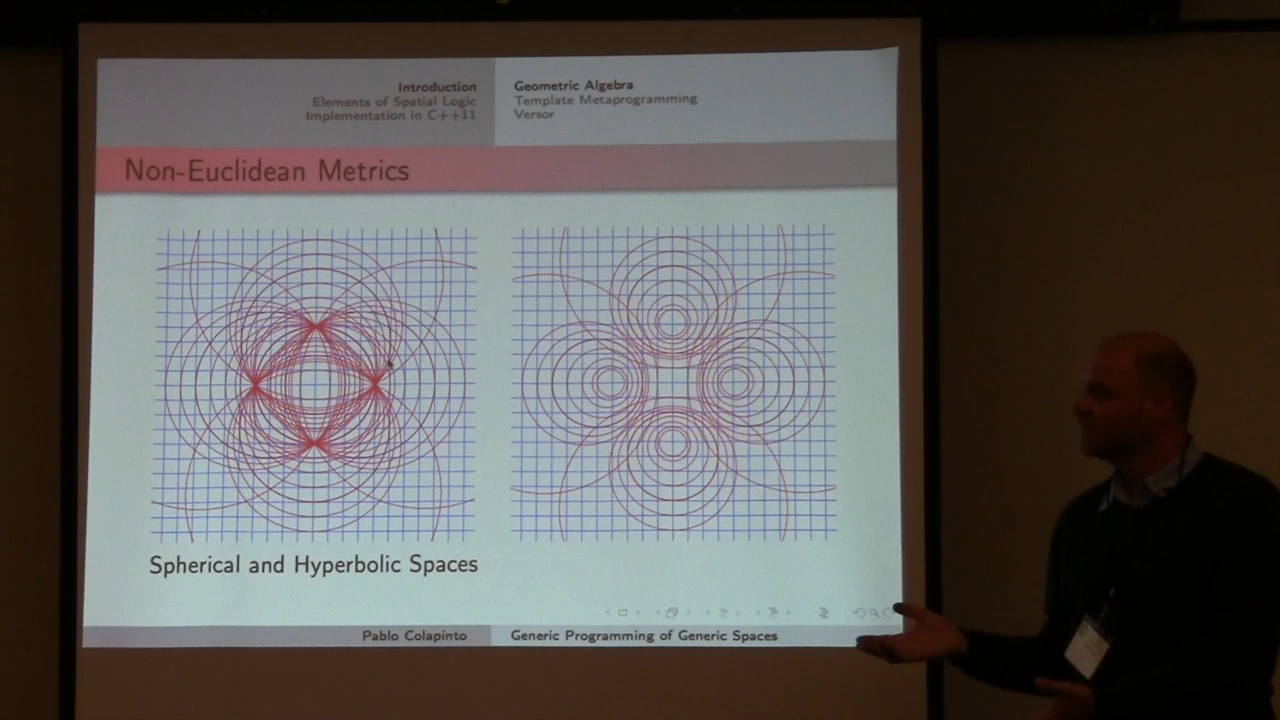 Introduction
Elements of Spatial Logic
Implementation in C++11
Geometric Algebra
Template Metaprogramming
Versor
Non-Euclidean Metrics
Spherical and Hyperbolic Spaces
Pablo Colapinto
Generic Programming of Generic Spaces